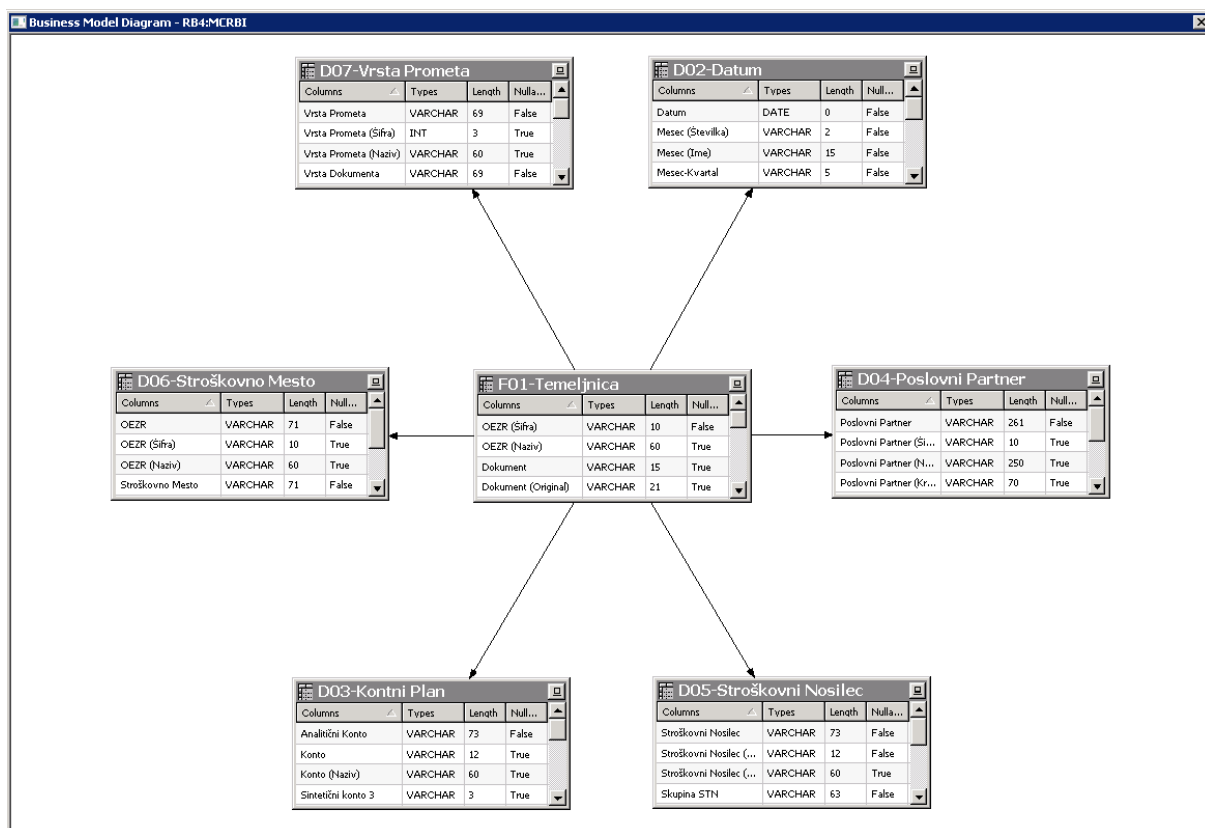 Business Model Diagram - RB4:MCRBI
D07-Vrsta Prometa
Columns Types Length Nulla...
Vrsta Prometa VARCHAR 69 False
Vrsta Prometa (Šifra) INT 3 True
Vrsta Prometa (Naziv) VARCHAR 60 True
Vrsta Dokumenta VARCHAR 69 False
D02-Datum
Columns Types Length Null...
Datum DATE 0 False
Mesec (Številka) VARCHAR 2 False
Mesec (Ime) VARCHAR 15 False
Mesec-Kvartal VARCHAR 5 False
D06-Stroškovno Mesto
Columns Types Length Null...
OEZR VARCHAR 71 False
OEZR (Šifra) VARCHAR 10 True
OEZR (Naziv) VARCHAR 60 True
Stroškovno Mesto VARCHAR 71 False
F01-Temeljnica
Columns Types Length Null...
OEZR (Šifra) VARCHAR 10 False
OEZR (Naziv) VARCHAR 60 True
Dokument VARCHAR 15 True
Dokument (Original) VARCHAR 21 True
D04-Poslovni Partner
Columns Types Length Null...
Poslovni Partner VARCHAR 261 False
Poslovni Partner (Ši... VARCHAR 10 True
Poslovni Partner (N... VARCHAR 250 True
Poslovni Partner (Kr... VARCHAR 70 True
D03-Kontni Plan
Columns Types Length Null...
Analitični Konto VARCHAR 73 False
Konto VARCHAR 12 True
Konto (Naziv) VARCHAR 60 True
Sintetični konto 3 VARCHAR 3 True
D05-Stroškovni Nosilec
Columns Types Length Nulla...
Stroškovni Nosilec VARCHAR 73 False
Stroškovni Nosilec (... VARCHAR 12 False
Stroškovni Nosilec (... VARCHAR 60 True
Skupina STN VARCHAR 63 False